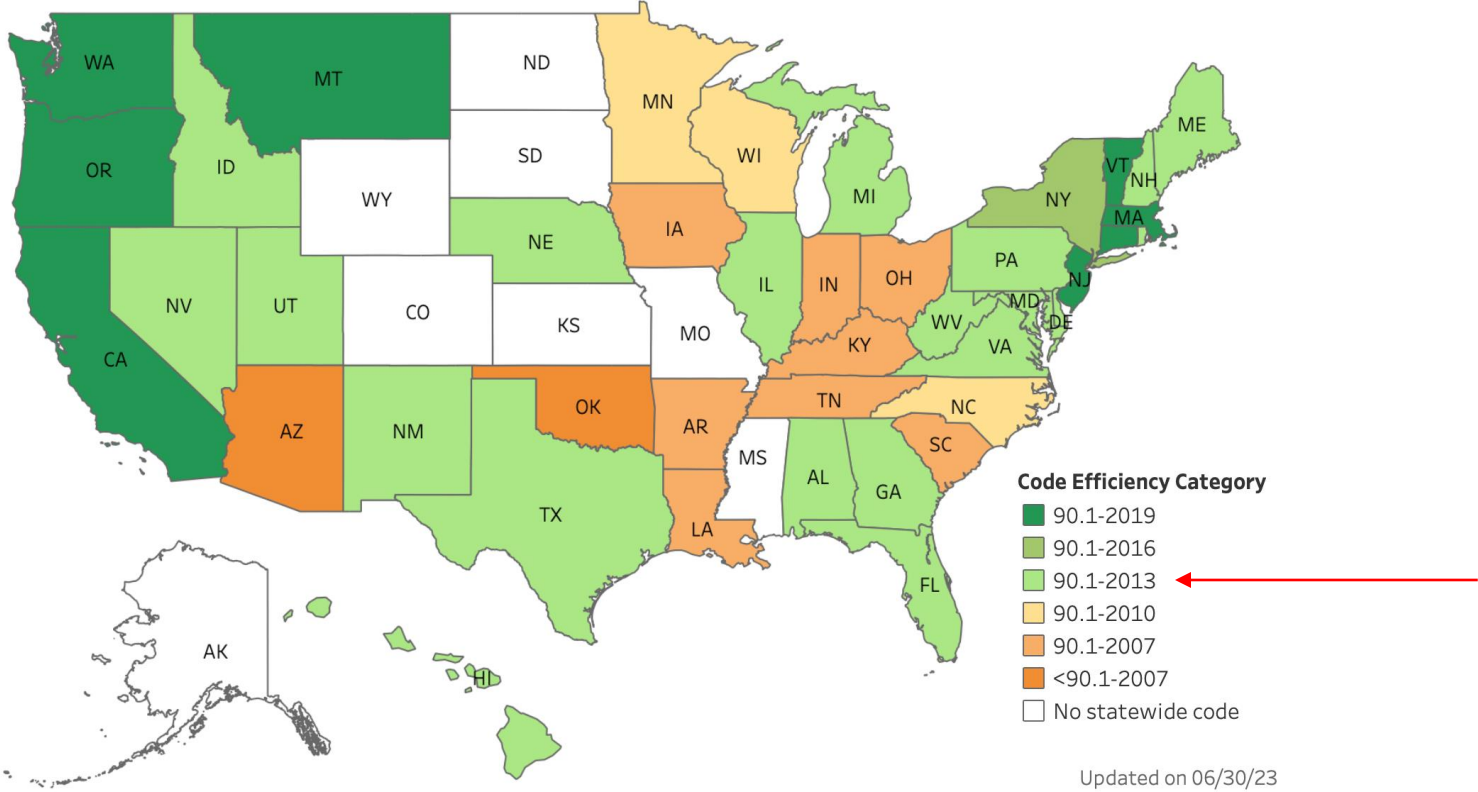 WA
MT
ND
MN
OR
ID
SD
WI
WY
MI
ME
VT
NH
NY
MA
IA
NE
PA
NJ
NV
UT
CO
KS
MO
IL
IN
OH
MD
DE
WV
VA
CA
KY
AZ
NM
OK
AR
TN
NC
SC
MS
AL
GA
TX
LA
FL
AK
HI
Code Efficiency Category
90.1-2019
90.1-2016
90.1-2013
90.1-2010
90.1-2007
<90.1-2007
No statewide code
Updated on 06/30/23